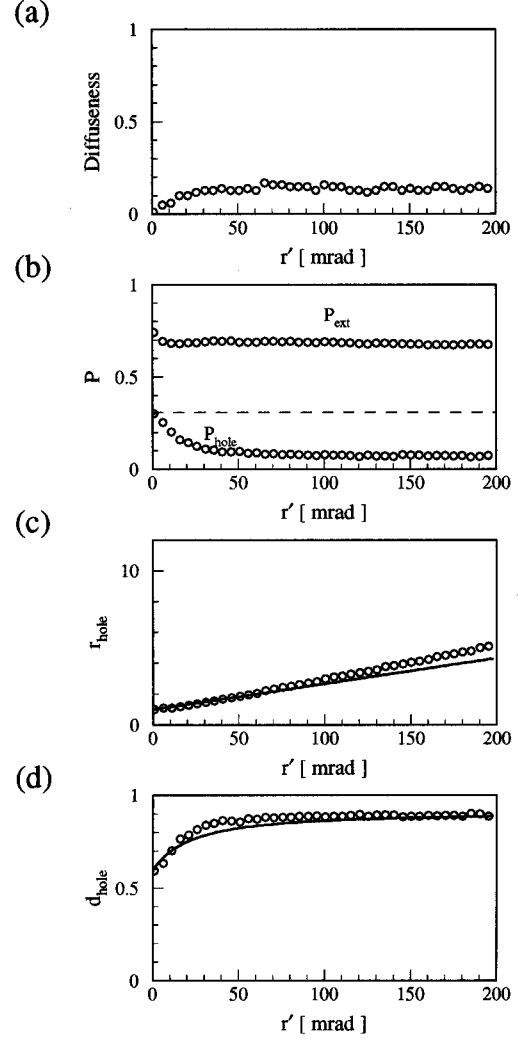 (a)
1
0.5
0
Diffuseness
0 50 100 150 200
r′ [ mrad ]
(b)
1
0.5
0
P
P_ext
P_hole
0 50 100 150 200
r′ [ mrad ]
(c)
10
0
r_hole
0 50 100 150 200
r′ [ mrad ]
(d)
1
0.5
0
d_hole
0 50 100 150 200
r′ [ mrad ]